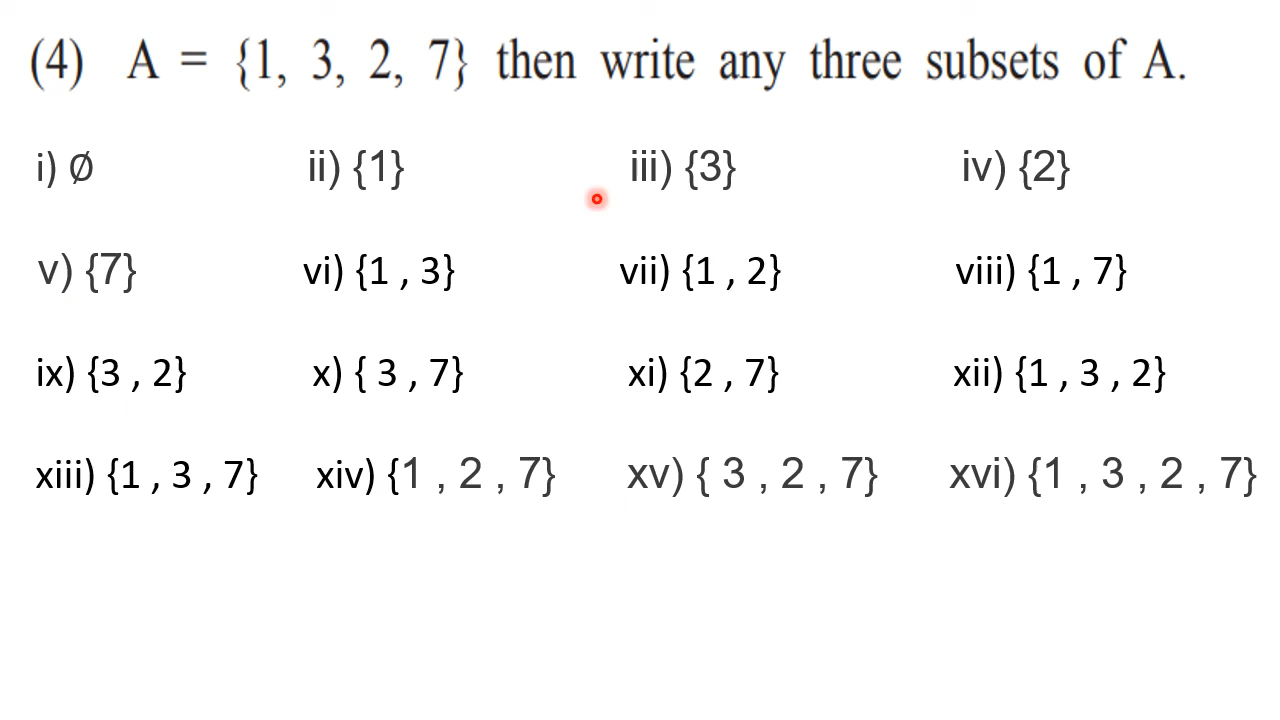 (4) A = {1, 3, 2, 7} then write any three subsets of A.
i) ∅ ii) {1} iii) {3} iv) {2}
v) {7} vi) {1 , 3} vii) {1 , 2} viii) {1 , 7}
ix) {3 , 2} x) { 3 , 7} xi) {2 , 7} xii) {1 , 3 , 2}
xiii) {1 , 3 , 7} xiv) {1 , 2 , 7} xv) { 3 , 2 , 7} xvi) {1 , 3 , 2 , 7}